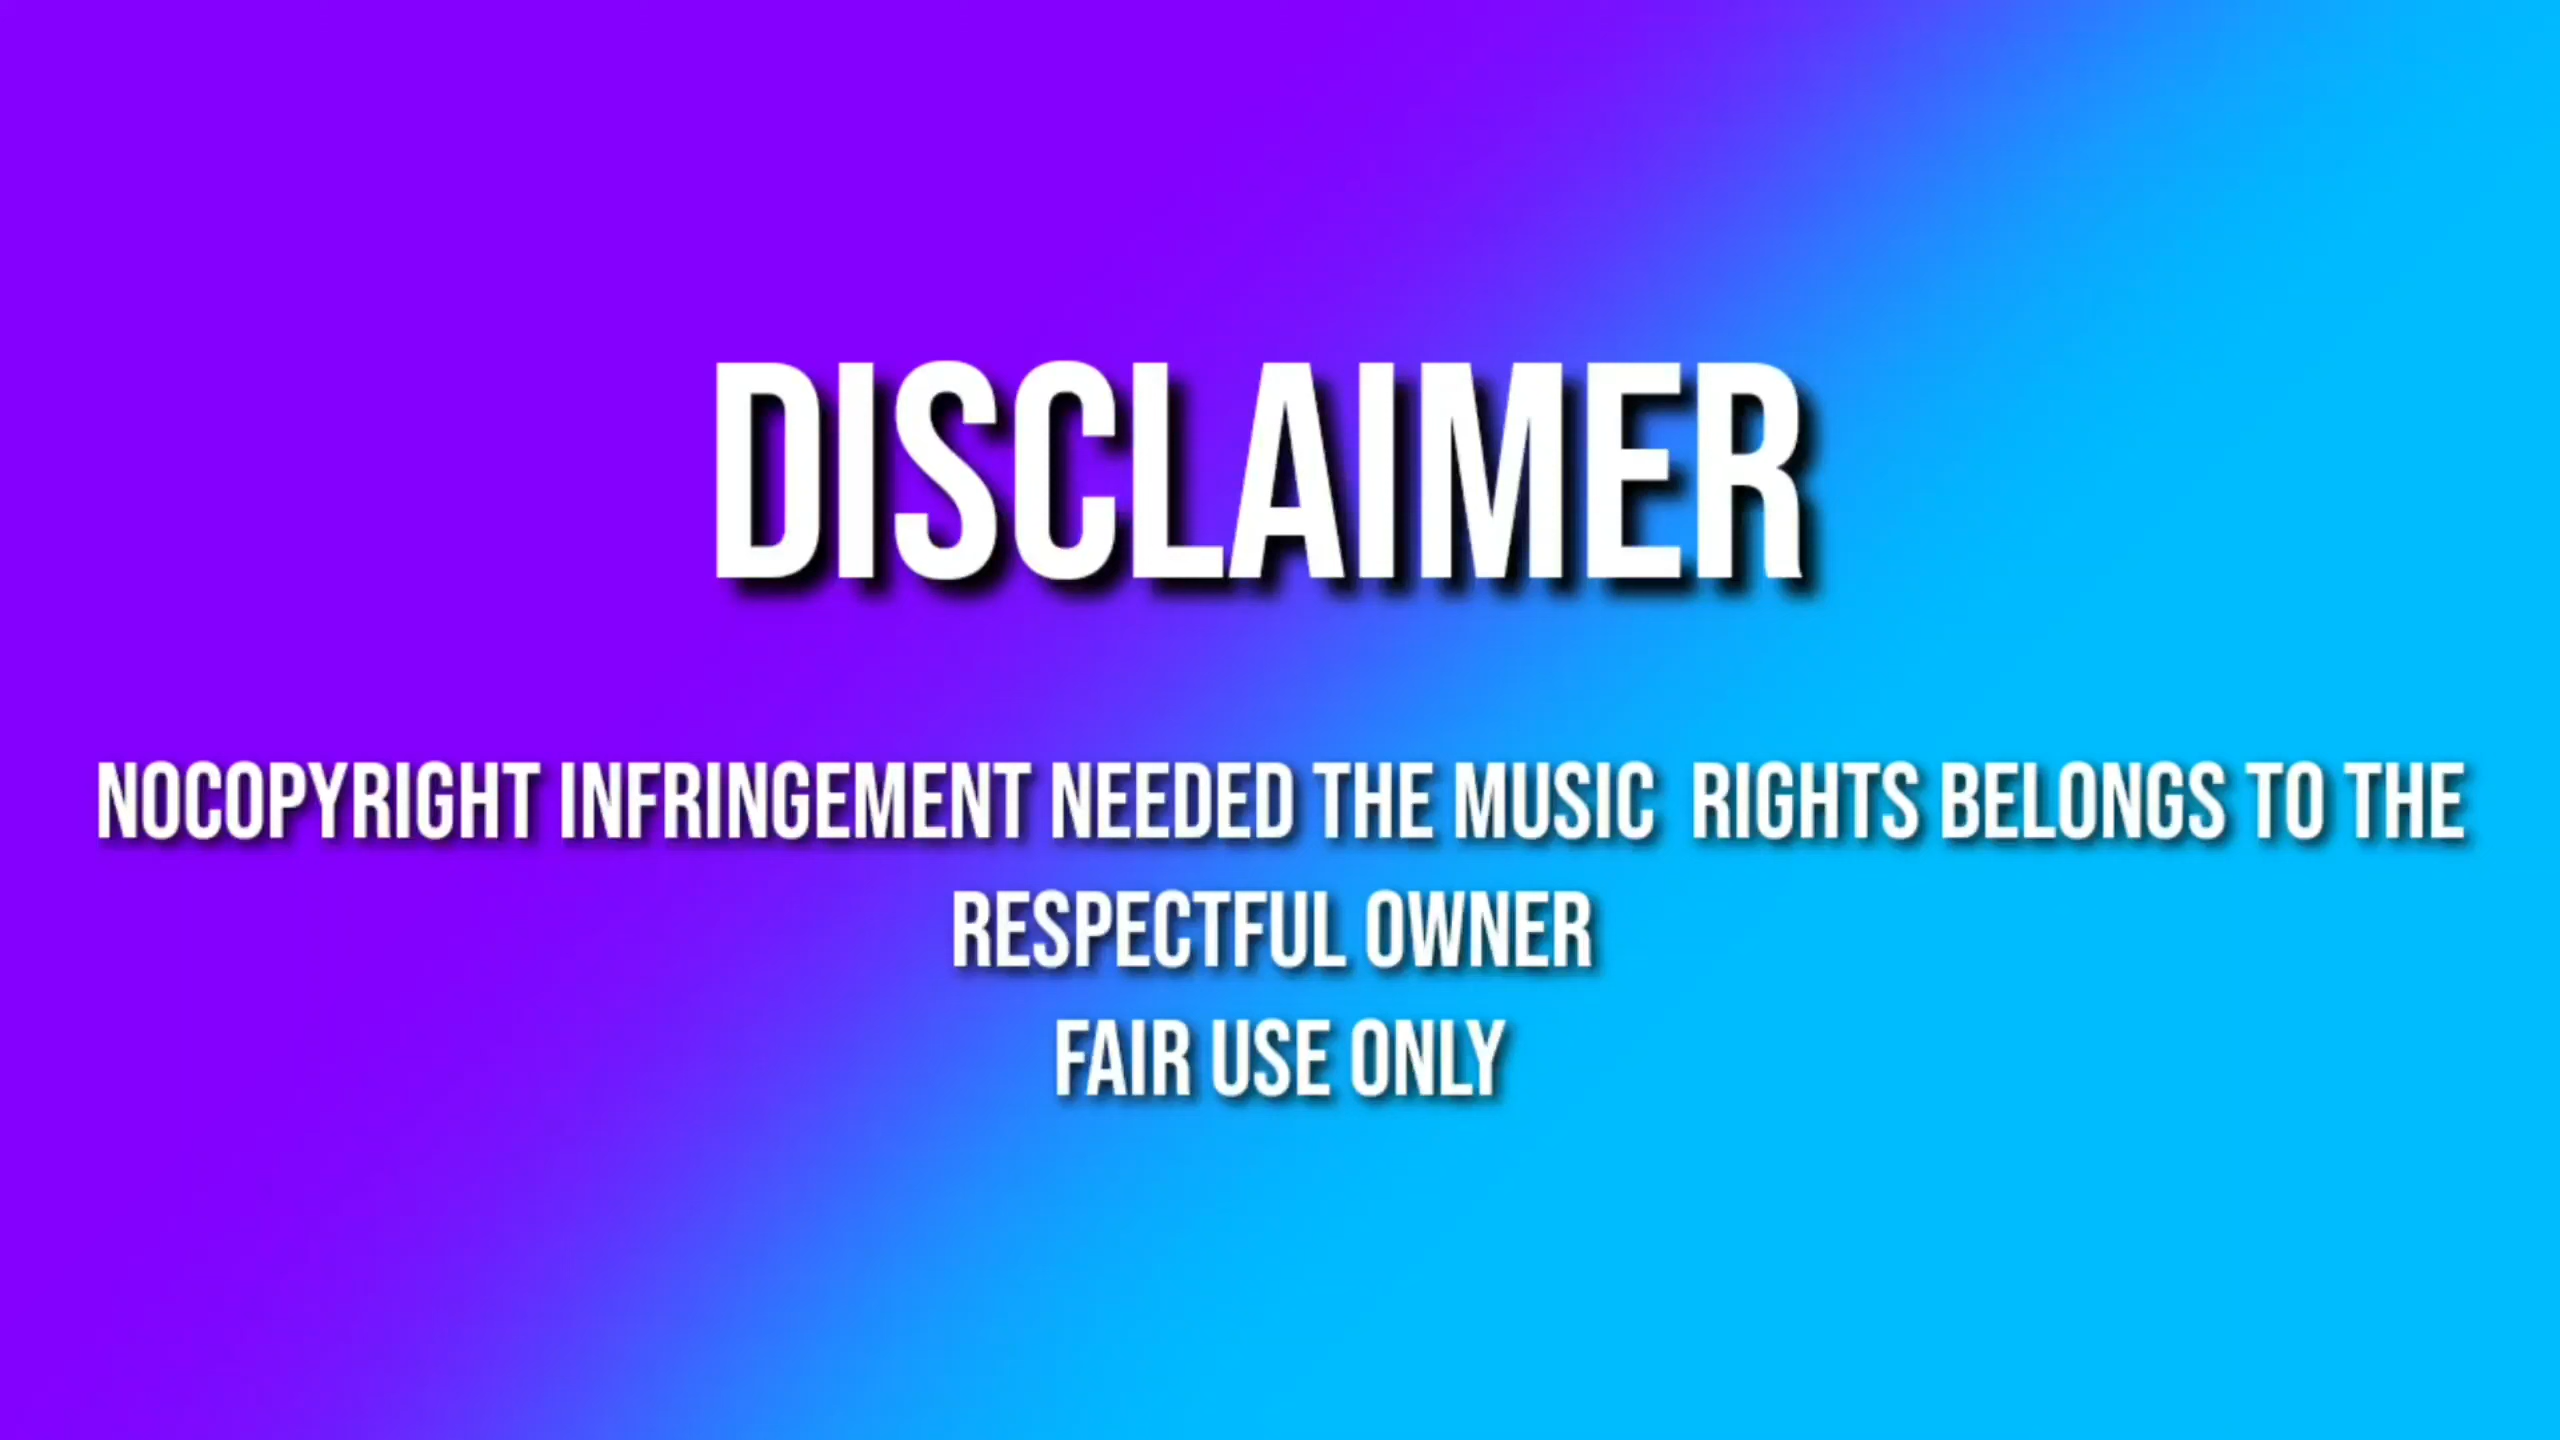 DISCLAIMER
NOCOPYRIGHT INFRINGEMENT NEEDED THE MUSIC  RIGHTS BELONGS TO THE
RESPECTFUL OWNER
FAIR USE ONLY